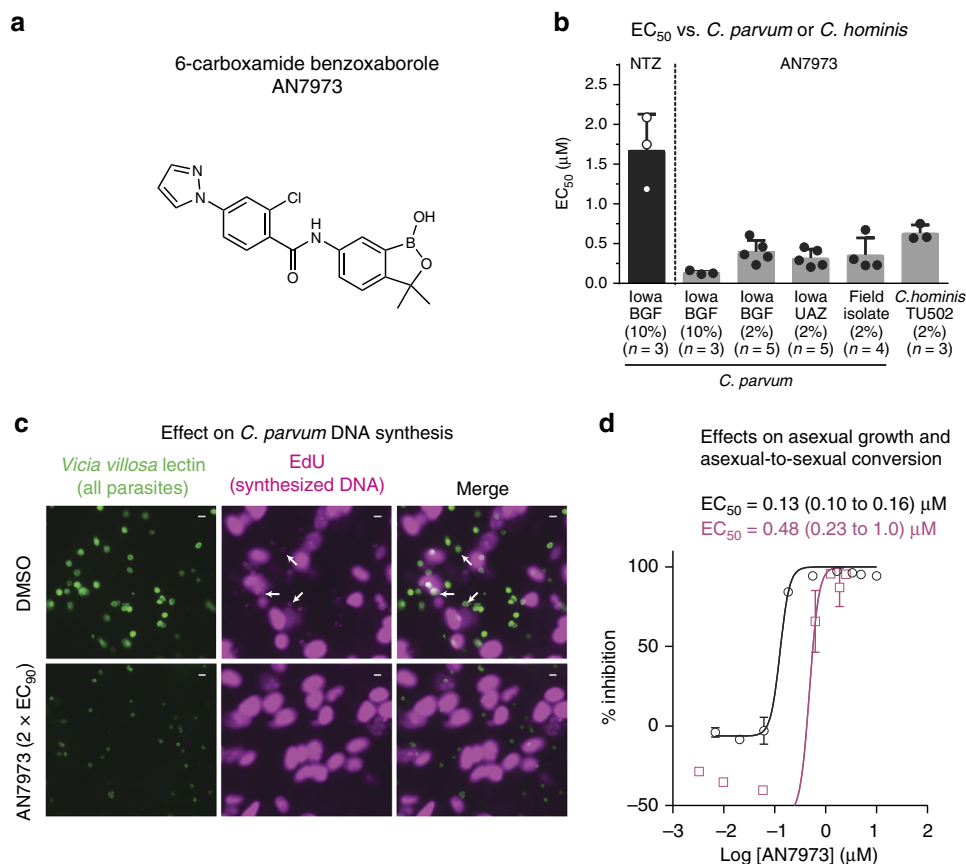 a
6-carboxamide benzoxaborole
AN7973
N
N
Cl
H
N
O
OH
B
O
b
EC50 vs. C. parvum or C. hominis
NTZ
AN7973
EC50 (μM)
2.5
2.0
1.5
1.0
0.5
0.0
Iowa BGF (10%) (n = 3)
Iowa BGF (10%) (n = 3)
Iowa BGF (2%) (n = 5)
Iowa UAZ (2%) (n = 5)
Field isolate (2%) (n = 4)
C.hominis TU502 (2%) (n = 3)
C. parvum
c
Effect on C. parvum DNA synthesis
Vicia villosa lectin
(all parasites)
EdU
(synthesized DNA)
Merge
DMSO
AN7973 (2 × EC90)
d
Effects on asexual growth and
asexual-to-sexual conversion
EC50 = 0.13 (0.10 to 0.16) μM
EC50 = 0.48 (0.23 to 1.0) μM
% inhibition
100
50
0
−50
−3 −2 −1 0 1 2
Log [AN7973] (μM)